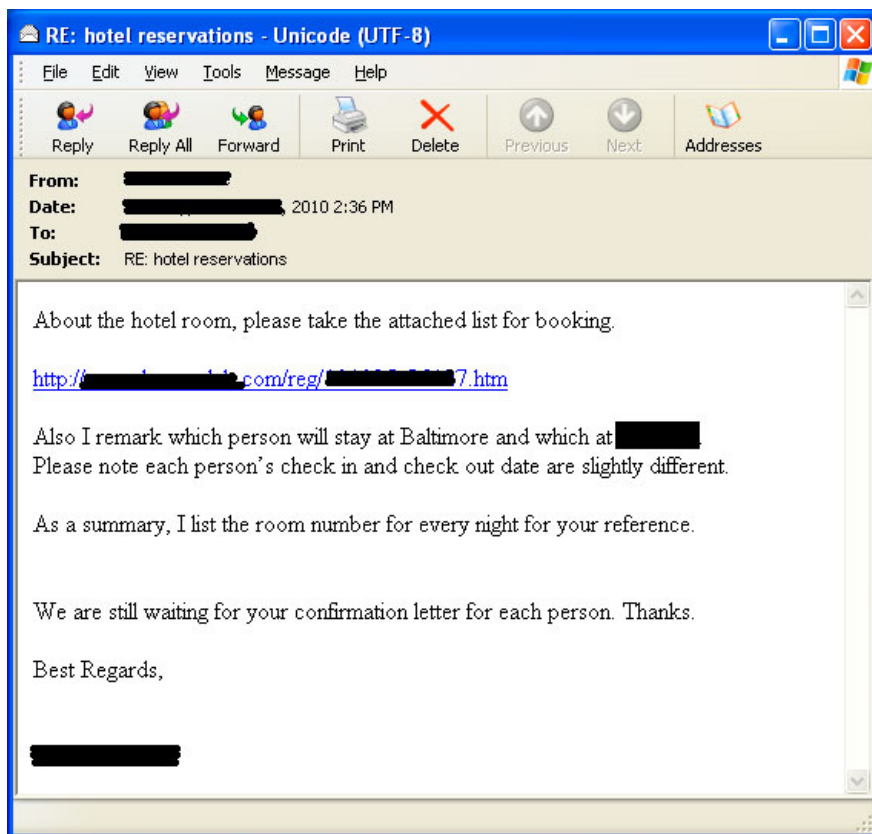 RE: hotel reservations - Unicode (UTF-8)
File Edit View Tools Message Help
Reply Reply All Forward Print Delete Previous Next Addresses
From:
Date: , 2010 2:36 PM
To:
Subject: RE: hotel reservations
About the hotel room, please take the attached list for booking.
http:// .com/reg/ 7.htm
Also I remark which person will stay at Baltimore and which at
Please note each person's check in and check out date are slightly different.
As a summary, I list the room number for every night for your reference.
We are still waiting for your confirmation letter for each person. Thanks.
Best Regards,